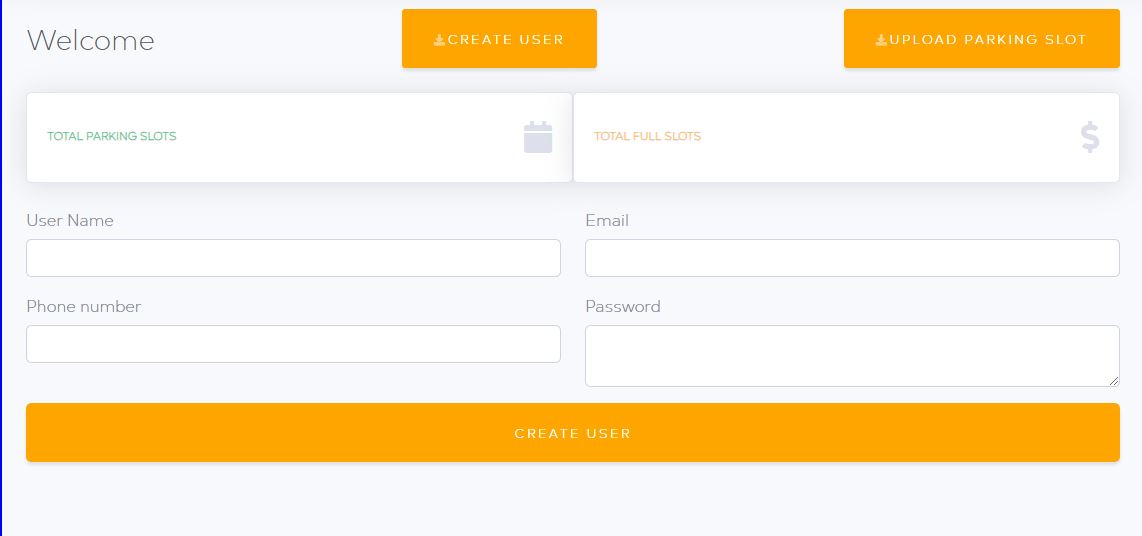 Welcome
CREATE USER
UPLOAD PARKING SLOT
TOTAL PARKING SLOTS
TOTAL FULL SLOTS
User Name
Email
Phone number
Password
CREATE USER